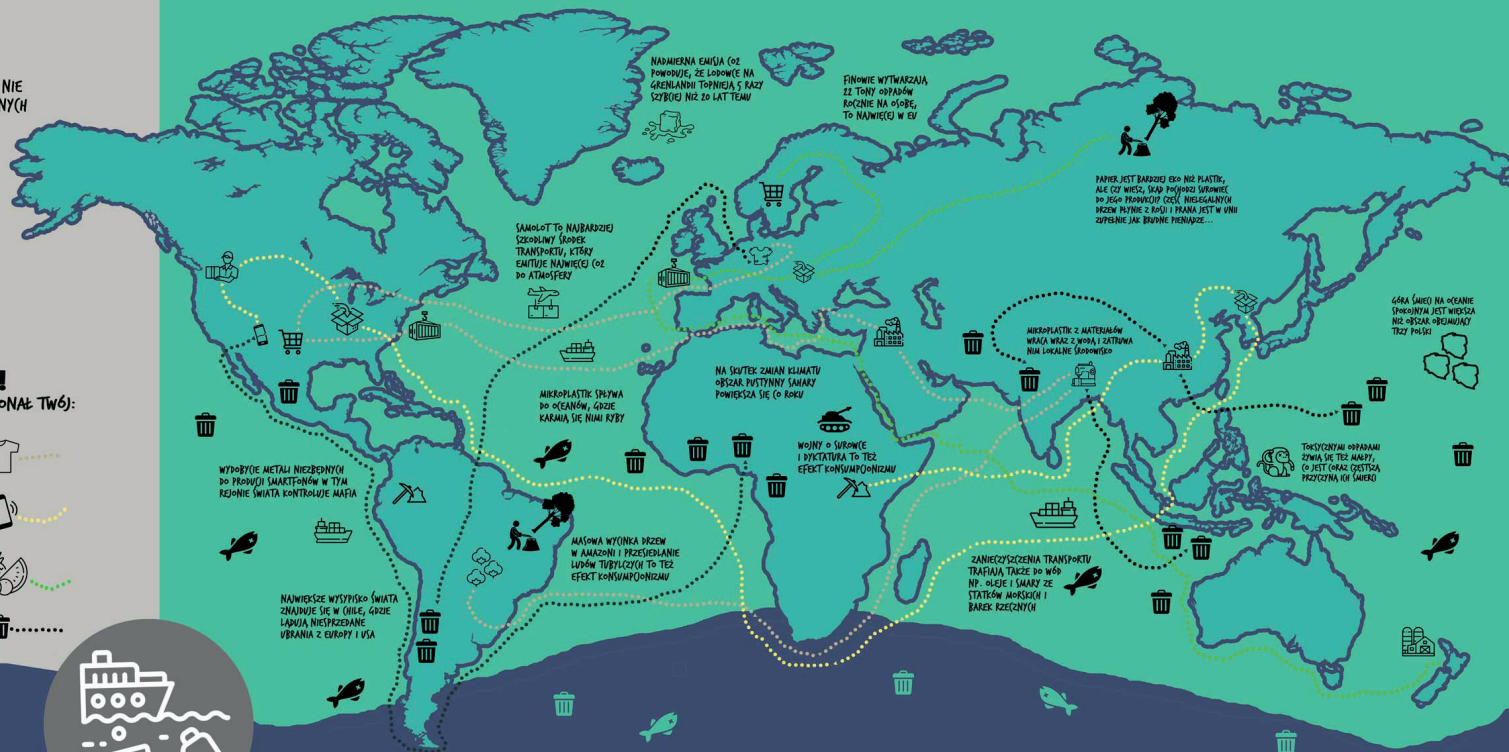 NIE
NYCH
!
ONAŁ TWÓJ:
NADMIERNA EMISJA CO2
POWODUJE, ŻE LODOWCE NA
GRENLANDII TOPNIEJĄ 5 RAZY
SZYBCIEJ NIŻ 20 LAT TEMU
FINOWIE WYTWARZAJĄ
22 TONY ODPADÓW
ROCZNIE NA OSOBĘ,
TO NAJWIĘCEJ W EU
PAPIER JEST BARDZIEJ EKO NIŻ PLASTIK,
ALE CZY WIESZ, SKĄD POCHODZI SUROWIEC
DO JEGO PRODUKCJI? CZĘŚĆ NIELEGALNYCH
DRZEW PŁYNIE Z ROSJI I PRANA JEST W UNII
ZUPEŁNIE JAK BRUDNE PIENIĄDZE...
SAMOLOT TO NAJBARDZIEJ
SZKODLIWY ŚRODEK
TRANSPORTU, KTÓRY
EMITUJE NAJWIĘCEJ CO2
DO ATMOSFERY
GÓRA ŚMIECI NA OCEANIE
SPOKOJNYM JEST WIĘKSZA
NIŻ OBSZAR OBEJMUJĄCY
TRZY POLSKI
MIKROPLASTIK Z MATERIAŁÓW
WRACA WRAZ Z WODĄ I ZATRUWA
NIM LOKALNE ŚRODOWISKO
NA SKUTEK ZMIAN KLIMATU
OBSZAR PUSTYNNY SAHARY
POWIĘKSZA SIĘ CO ROKU
MIKROPLASTIK SPŁYWA
DO OCEANÓW, GDZIE
KARMIĄ SIĘ NIMI RYBY
WOJNY O SUROWCE
I DYKTATURA TO TEŻ
EFEKT KONSUMPCJONIZMU
TOKSYCZNYMI ODPADAMI
ŻYWIĄ SIĘ TEŻ MAŁPY,
CO JEST CORAZ CZĘSTSZĄ
PRZYCZYNĄ ICH ŚMIERCI
WYDOBYCIE METALI NIEZBĘDNYCH
DO PRODUCJI SMARTFONÓW W TYM
REJONIE ŚWIATA KONTROLUJE MAFIA
MASOWA WYCINKA DRZEW
W AMAZONI I PRZESIEDLANIE
LUDÓW TUBYLCZYCH TO TEŻ
EFEKT KONSUMPCJONIZMU
ZANIECZYSZCZENIA TRANSPORTU
TRAFIAJĄ TAKŻE DO WÓD
NP. OLEJE I SMARY ZE
STATKÓW MORSKICH I
BAREK RZECZNYCH
NAJWIĘKSZE WYSYPISKO ŚWIATA
ZNAJDUJE SIĘ W CHILE, GDZIE
LĄDUJĄ NIESPRZEDANE
UBRANIA Z EUROPY I USA